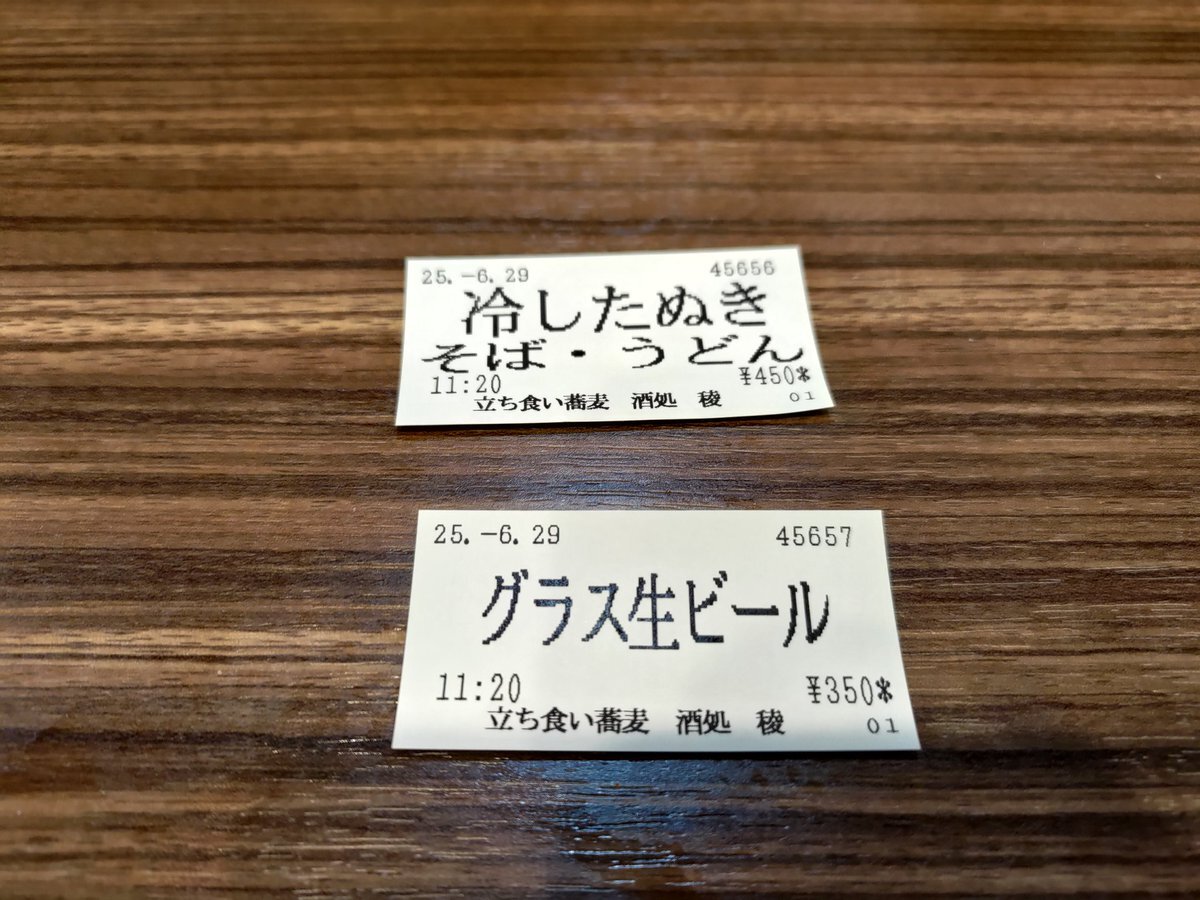 25.-6.29 45656
冷したぬき
そば・うどん
11:20 ¥450*
立ち食い蕎麦 酒処 稜 01
25.-6.29 45657
グラス生ビール
11:20 ¥350*
立ち食い蕎麦 酒処 稜 01